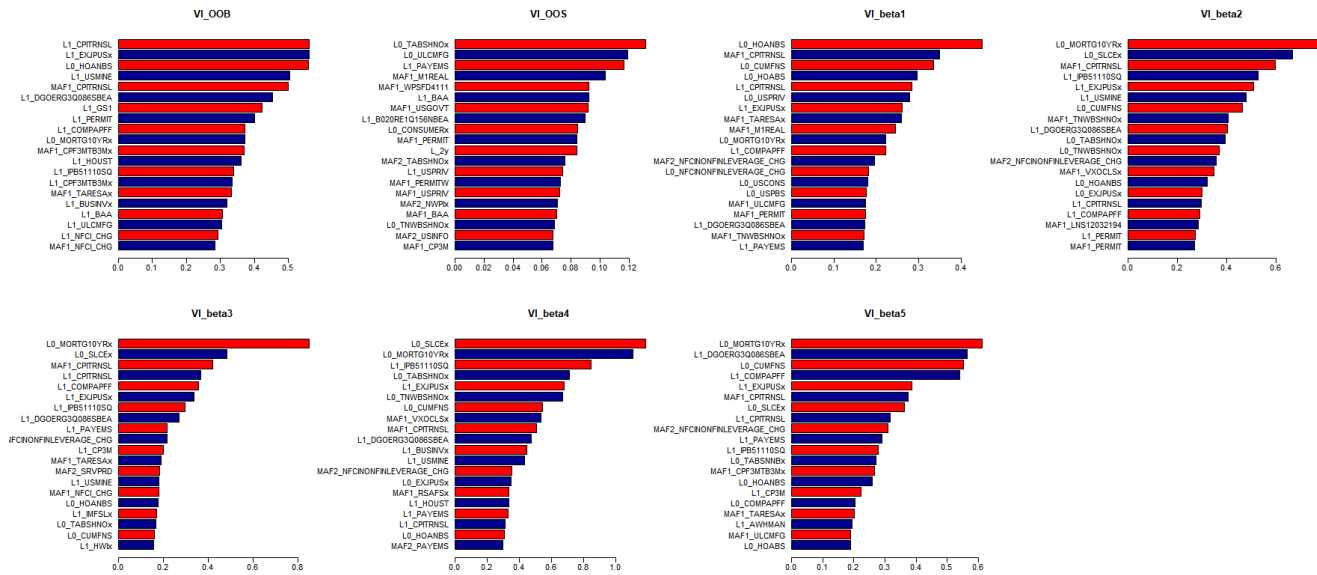 VI_OOB
L1_CPITRNSL
L1_EXJPUSx
L0_HOANBS
L1_USMINE
MAF1_CPITRNSL
L1_DGOERG3Q086SBEA
L1_GS1
L1_PERMIT
L1_COMPAPFF
L0_MORTG10YRx
MAF1_CPF3MTB3Mx
L1_HOUST
L1_IPB51110SQ
L1_CPF3MTB3Mx
MAF1_TARESAx
L1_BUSINVx
L1_BAA
L1_ULCMFG
L1_NFCI_CHG
MAF1_NFCI_CHG
0.0 0.1 0.2 0.3 0.4 0.5
VI_OOS
L0_TABSHNOx
L0_ULCMFG
L1_PAYEMS
MAF1_M1REAL
MAF1_WPSFD4111
L1_BAA
MAF1_USGOVT
L1_B020RE1Q156NBEA
L0_CONSUMERx
MAF1_PERMIT
L_2y
MAF2_TABSHNOx
L1_USPRIV
MAF1_PERMITW
MAF1_USPRIV
MAF2_NWPIx
MAF1_BAA
L0_TNWBSHNOx
MAF2_USINFO
MAF1_CP3M
0.00 0.02 0.04 0.06 0.08 0.10 0.12
VI_beta1
L0_HOANBS
MAF1_CPITRNSL
L0_CUMFNS
L0_HOABS
L1_CPITRNSL
L0_USPRIV
L1_EXJPUSx
MAF1_TARESAx
MAF1_M1REAL
L0_MORTG10YRx
L1_COMPAPFF
MAF2_NFCINONFINLEVERAGE_CHG
L0_NFCINONFINLEVERAGE_CHG
L0_USCONS
L0_USPBS
MAF1_ULCMFG
MAF1_PERMIT
L1_DGOERG3Q086SBEA
MAF1_TNWBSHNOx
L1_PAYEMS
0.0 0.1 0.2 0.3 0.4
VI_beta2
L0_MORTG10YRx
L0_SLCEx
MAF1_CPITRNSL
L1_IPB51110SQ
L1_EXJPUSx
L1_USMINE
L0_CUMFNS
MAF1_TNWBSHNOx
L1_DGOERG3Q086SBEA
L0_TABSHNOx
L0_TNWBSHNOx
MAF2_NFCINONFINLEVERAGE_CHG
MAF1_VXOCLSx
L0_HOANBS
L0_EXJPUSx
L1_CPITRNSL
L1_COMPAPFF
MAF1_LNS12032194
L1_PERMIT
MAF1_PERMIT
0.0 0.2 0.4 0.6
VI_beta3
L0_MORTG10YRx
L0_SLCEx
MAF1_CPITRNSL
L1_CPITRNSL
L1_COMPAPFF
L1_EXJPUSx
L1_IPB51110SQ
L1_DGOERG3Q086SBEA
L1_PAYEMS
NFCINONFINLEVERAGE_CHG
L1_CP3M
MAF1_TARESAx
MAF2_SRVPRD
L1_USMINE
MAF1_NFCI_CHG
L0_HOANBS
L1_IMFSLx
L0_TABSHNOx
L0_CUMFNS
L1_HWIx
0.0 0.2 0.4 0.6 0.8
VI_beta4
L0_SLCEx
L0_MORTG10YRx
L1_IPB51110SQ
L0_TABSHNOx
L1_EXJPUSx
L0_TNWBSHNOx
L0_CUMFNS
MAF1_VXOCLSx
MAF1_CPITRNSL
L1_DGOERG3Q086SBEA
L1_BUSINVx
L1_USMINE
MAF2_NFCINONFINLEVERAGE_CHG
L0_EXJPUSx
MAF1_RSAFSx
L1_HOUST
L1_PAYEMS
L1_CPITRNSL
L0_HOANBS
MAF2_PAYEMS
0.0 0.2 0.4 0.6 0.8 1.0
VI_beta5
L0_MORTG10YRx
L1_DGOERG3Q086SBEA
L0_CUMFNS
L1_COMPAPFF
L1_EXJPUSx
MAF1_CPITRNSL
L0_SLCEx
L1_CPITRNSL
MAF2_NFCINONFINLEVERAGE_CHG
L1_PAYEMS
L1_IPB51110SQ
L0_TABSNNBx
MAF1_CPF3MTB3Mx
L0_HOANBS
L1_CP3M
L0_COMPAPFF
MAF1_TARESAx
L1_AWHMAN
MAF1_ULCMFG
L0_HOABS
0.0 0.1 0.2 0.3 0.4 0.5 0.6